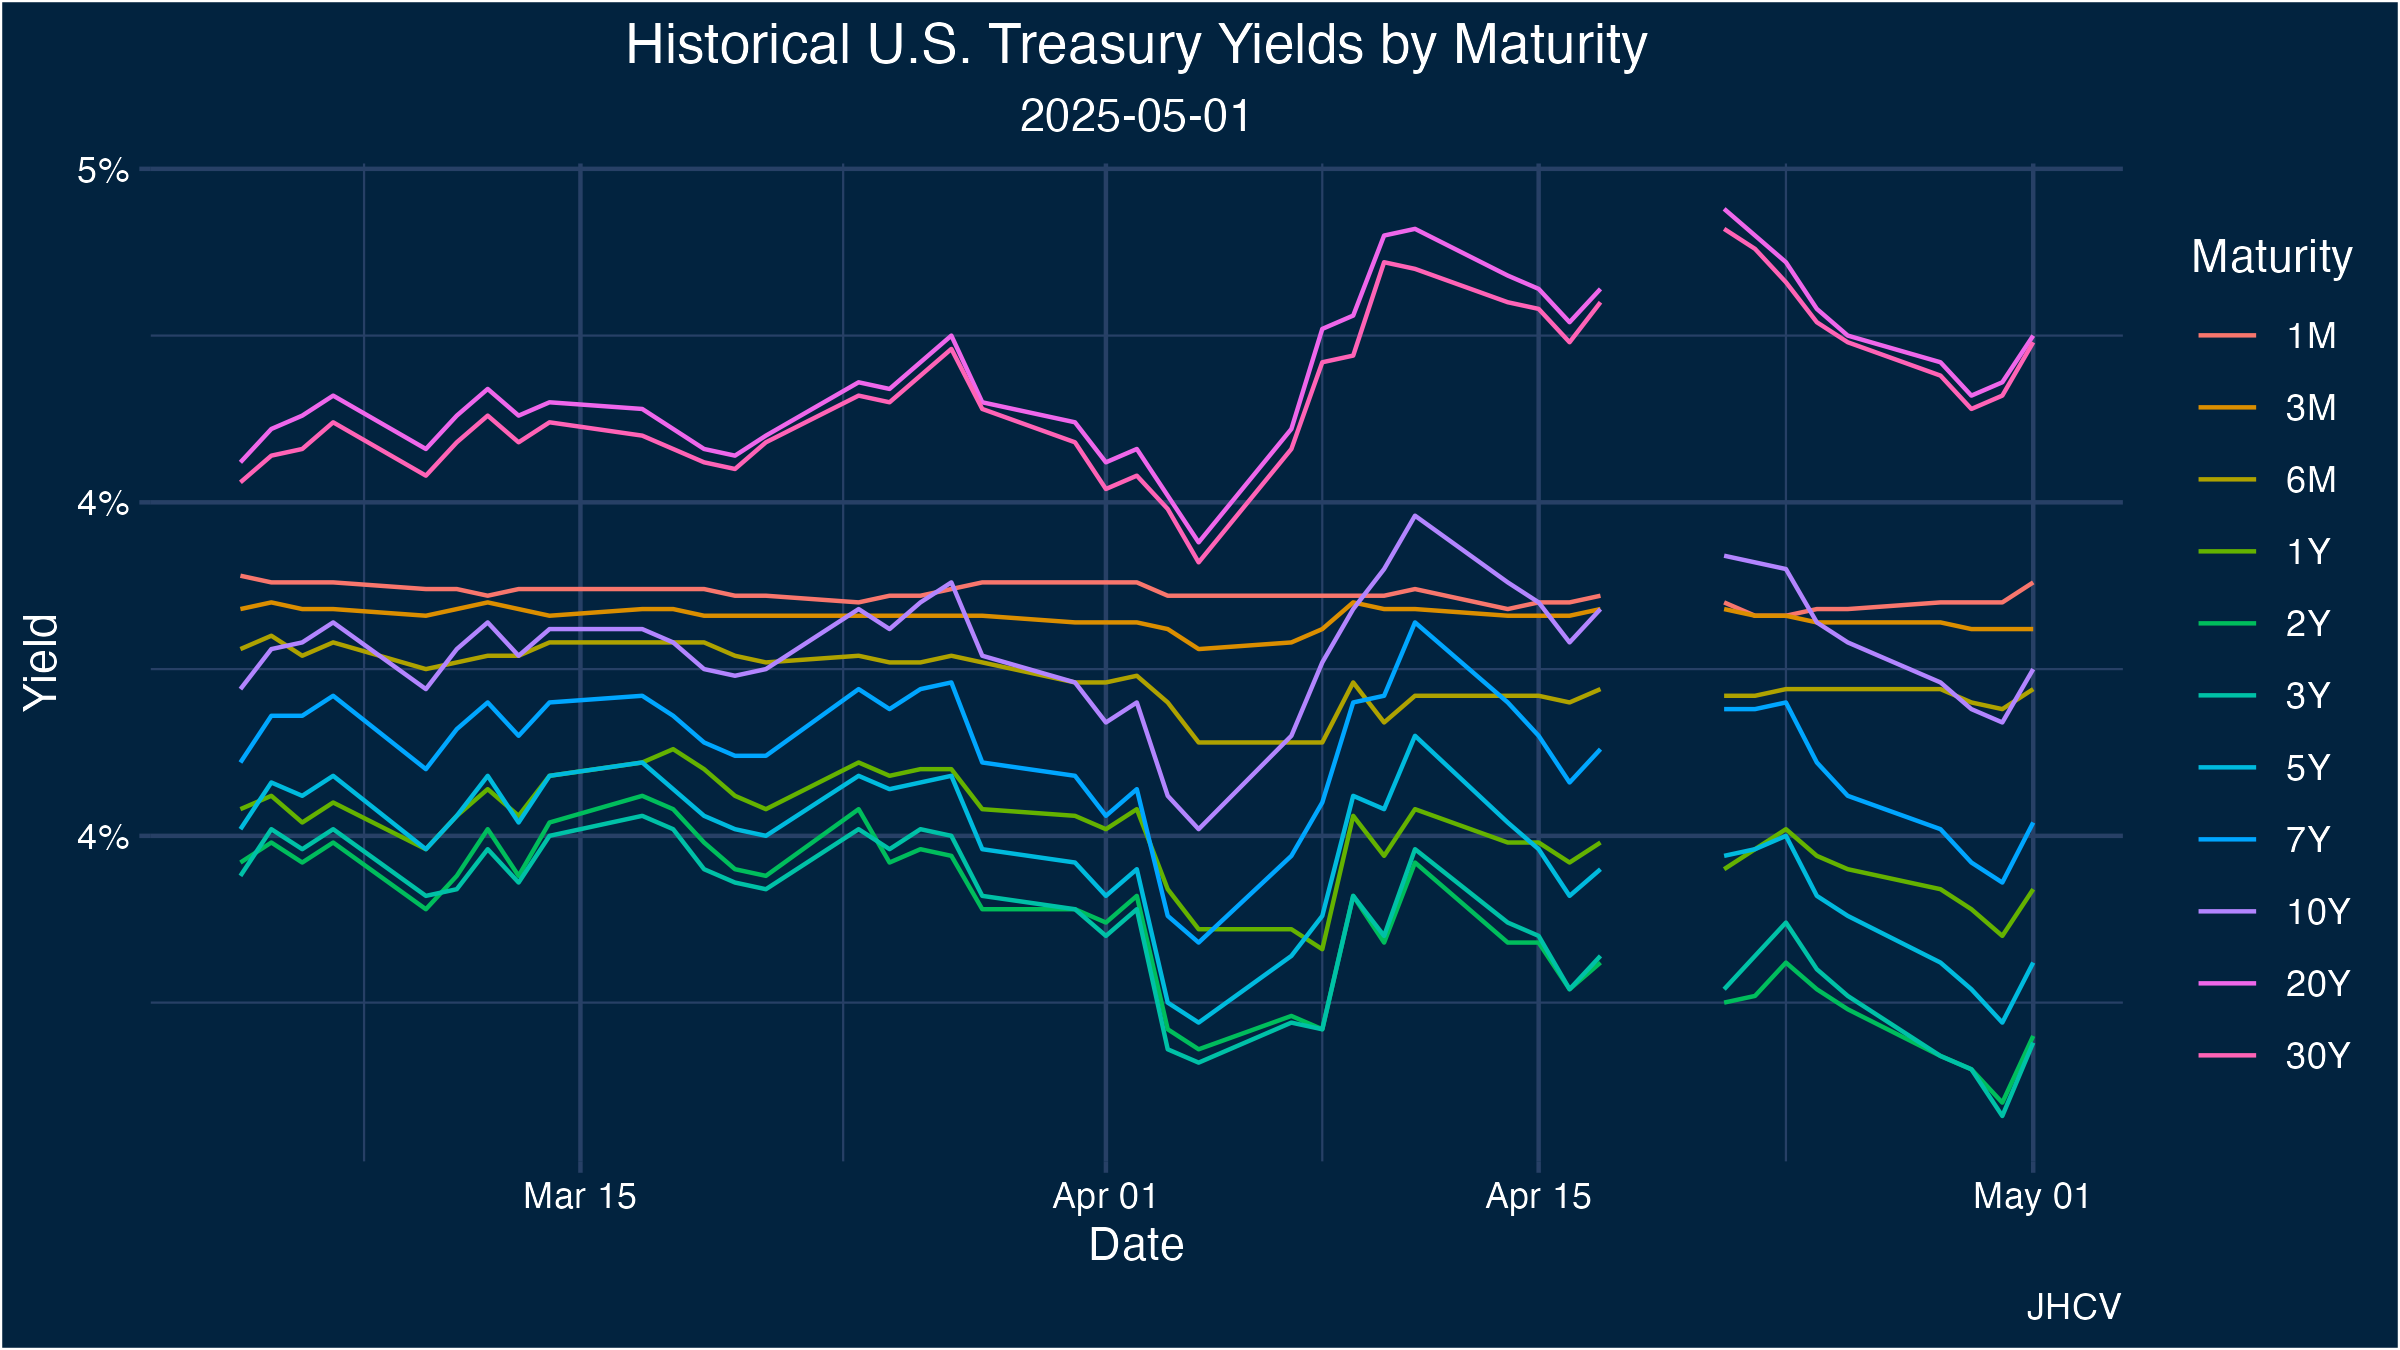 Historical U.S. Treasury Yields by Maturity
2025-05-01
5%
4%
4%
Yield
Mar 15
Apr 01
Apr 15
May 01
Date
Maturity
1M
3M
6M
1Y
2Y
3Y
5Y
7Y
10Y
20Y
30Y
JHCV